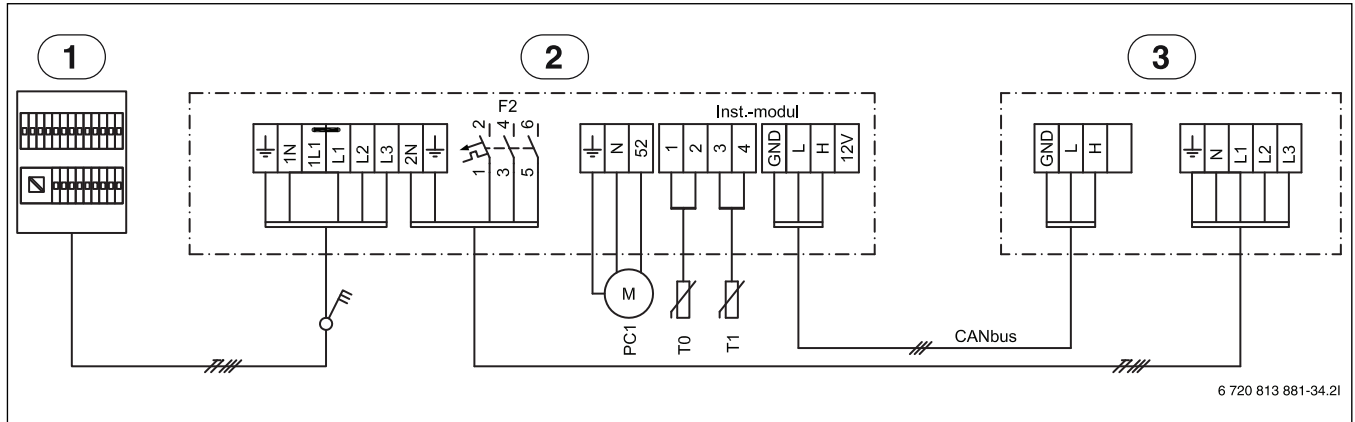 1
2
3
F2
Inst.-modul
1N
1L1
L1
L2
L3
2N
2
4
6
1
3
5
N
52
1
2
3
4
GND
L
H
12V
GND
L
H
N
L1
L2
L3
M
PC1
T0
T1
CANbus
6 720 813 881-34.2I